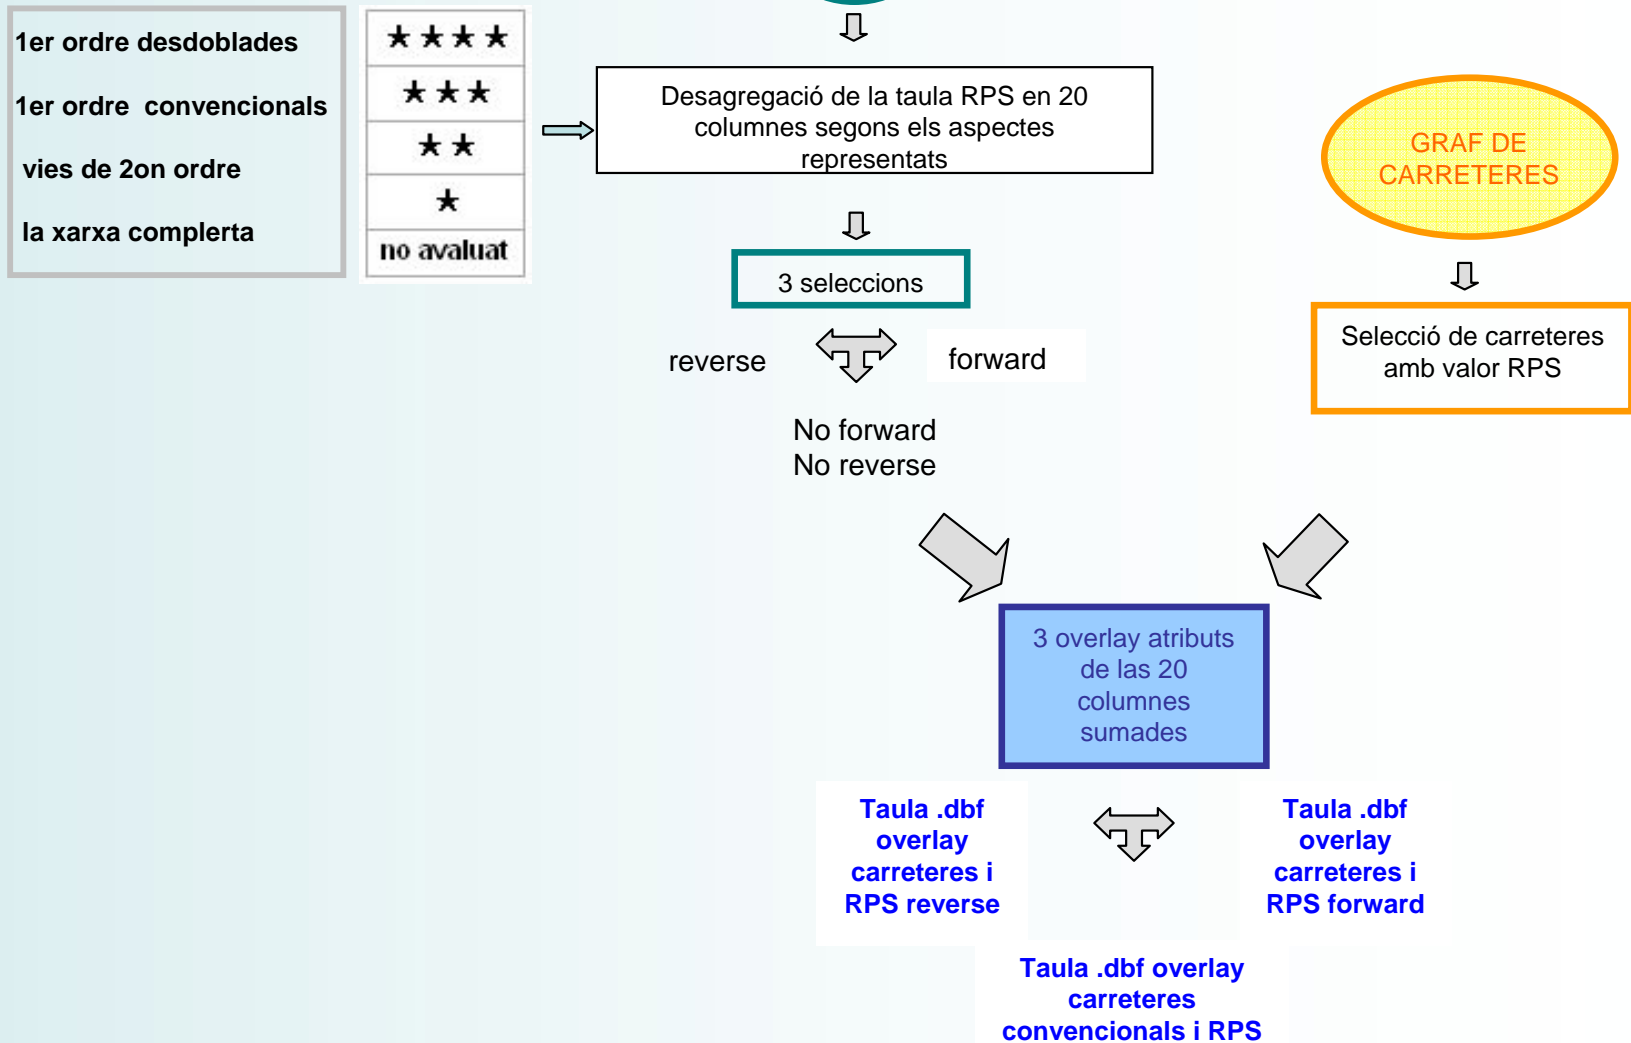 1er ordre desdoblades
1er ordre convencionals
vies de 2on ordre
la xarxa complerta
★★★★
★★★
★★
★
no avaluat
Desagregació de la taula RPS en 20
columnes segons els aspectes
representats
3 seleccions
reverse
forward
No forward
No reverse
GRAF DE
CARRETERES
Selecció de carreteres
amb valor RPS
3 overlay atributs
de las 20
columnes
sumades
Taula .dbf
overlay
carreteres i
RPS reverse
Taula .dbf
overlay
carreteres i
RPS forward
Taula .dbf overlay
carreteres
convencionals i RPS